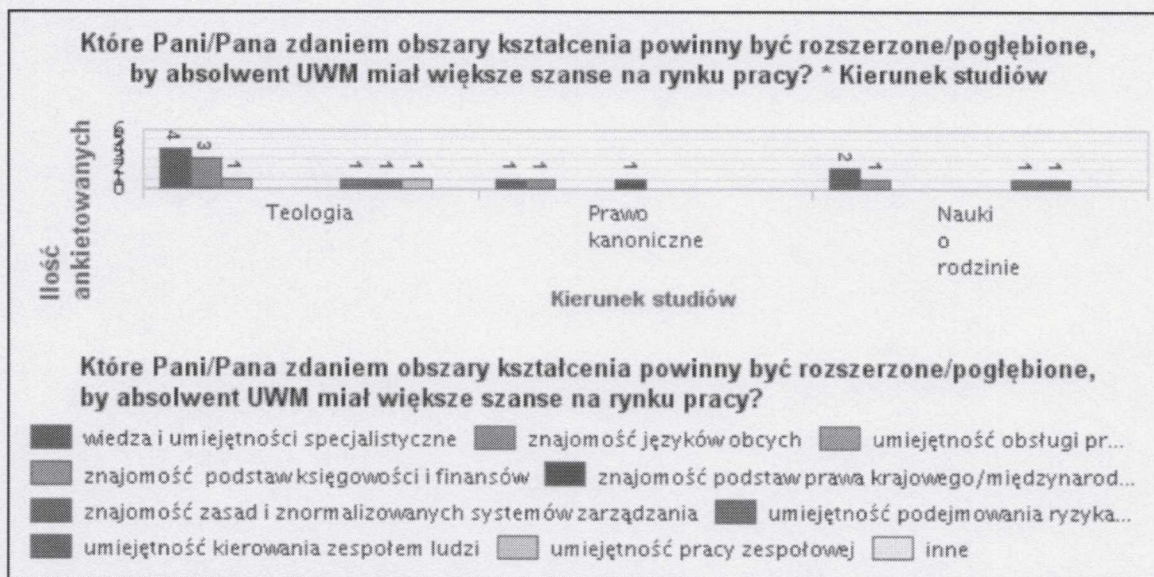 Które Pani/Pana zdaniem obszary kształcenia powinny być rozszerzone/pogłębione,
by absolwent UWM miał większe szanse na rynku pracy? * Kierunek studiów
Ilość
ankietowanych
0
4 3 1 1 1 1 1 1 1 2 1 1 1
Teologia
Prawo
kanoniczne
Nauki
o
rodzinie
Kierunek studiów
Które Pani/Pana zdaniem obszary kształcenia powinny być rozszerzone/pogłębione,
by absolwent UWM miał większe szanse na rynku pracy?
wiedza i umiejętności specjalistyczne znajomość języków obcych umiejętność obsługi pr...
znajomość podstaw księgowości i finansów znajomość podstaw prawa krajowego/międzynarod...
znajomość zasad i znormalizowanych systemów zarządzania umiejętność podejmowania ryzyka...
umiejętność kierowania zespołem ludzi umiejętność pracy zespołowej inne